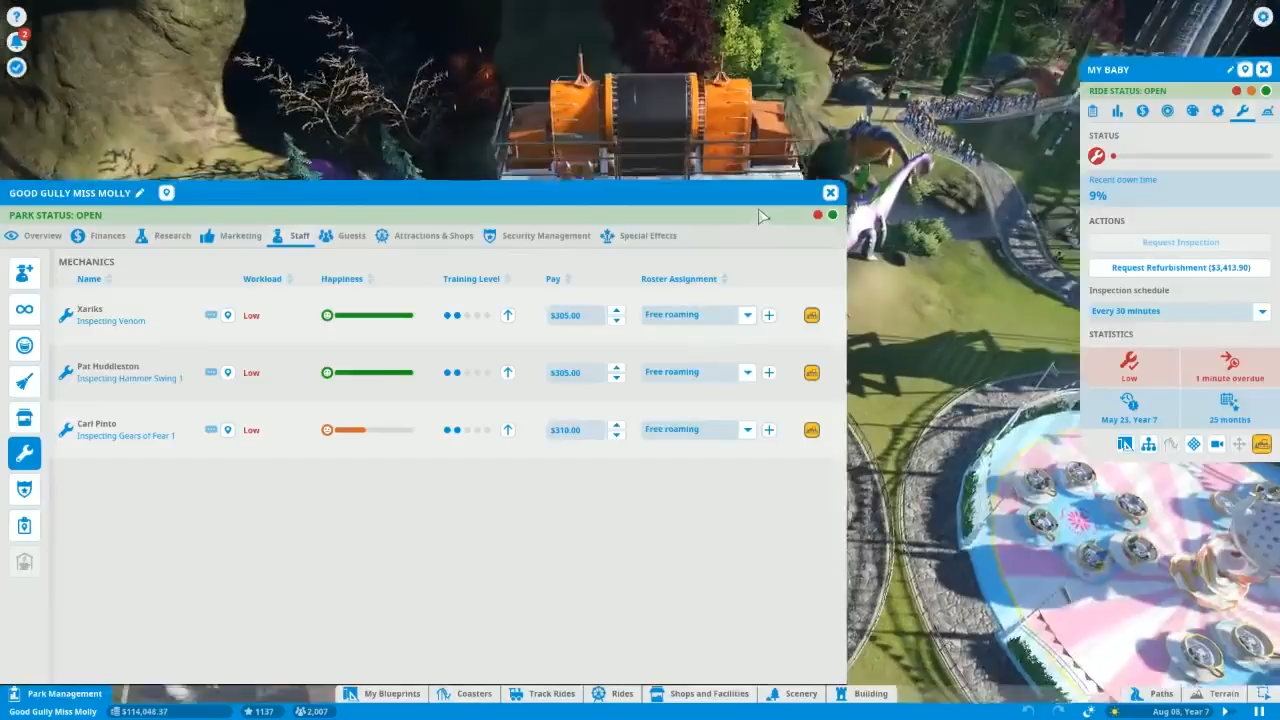 ?
2
GOOD GULLY MISS MOLLY
PARK STATUS: OPEN
Overview Finances Research Marketing Staff Guests Attractions & Shops Security Management Special Effects
MECHANICS
Name Workload Happiness Training Level Pay Roster Assignment
Xariks
Inspecting Venom
Low $305.00 Free roaming
Pat Huddleston
Inspecting Hammer Swing 1
Low $305.00 Free roaming
Carl Pinto
Inspecting Gears of Fear 1
Low $310.00 Free roaming
MY BABY
RIDE STATUS: OPEN
STATUS
Recent down time
9%
ACTIONS
Request Inspection
Request Refurbishment ($3,413.90)
Inspection schedule
Every 30 minutes
STATISTICS
Low 1 minute overdue
May 23, Year 7 25 months
Park Management My Blueprints Coasters Track Rides Rides Shops and Facilities Scenery Building Paths Terrain
Good Gully Miss Molly $114,048.37 1137 2,007 Aug 08, Year 7